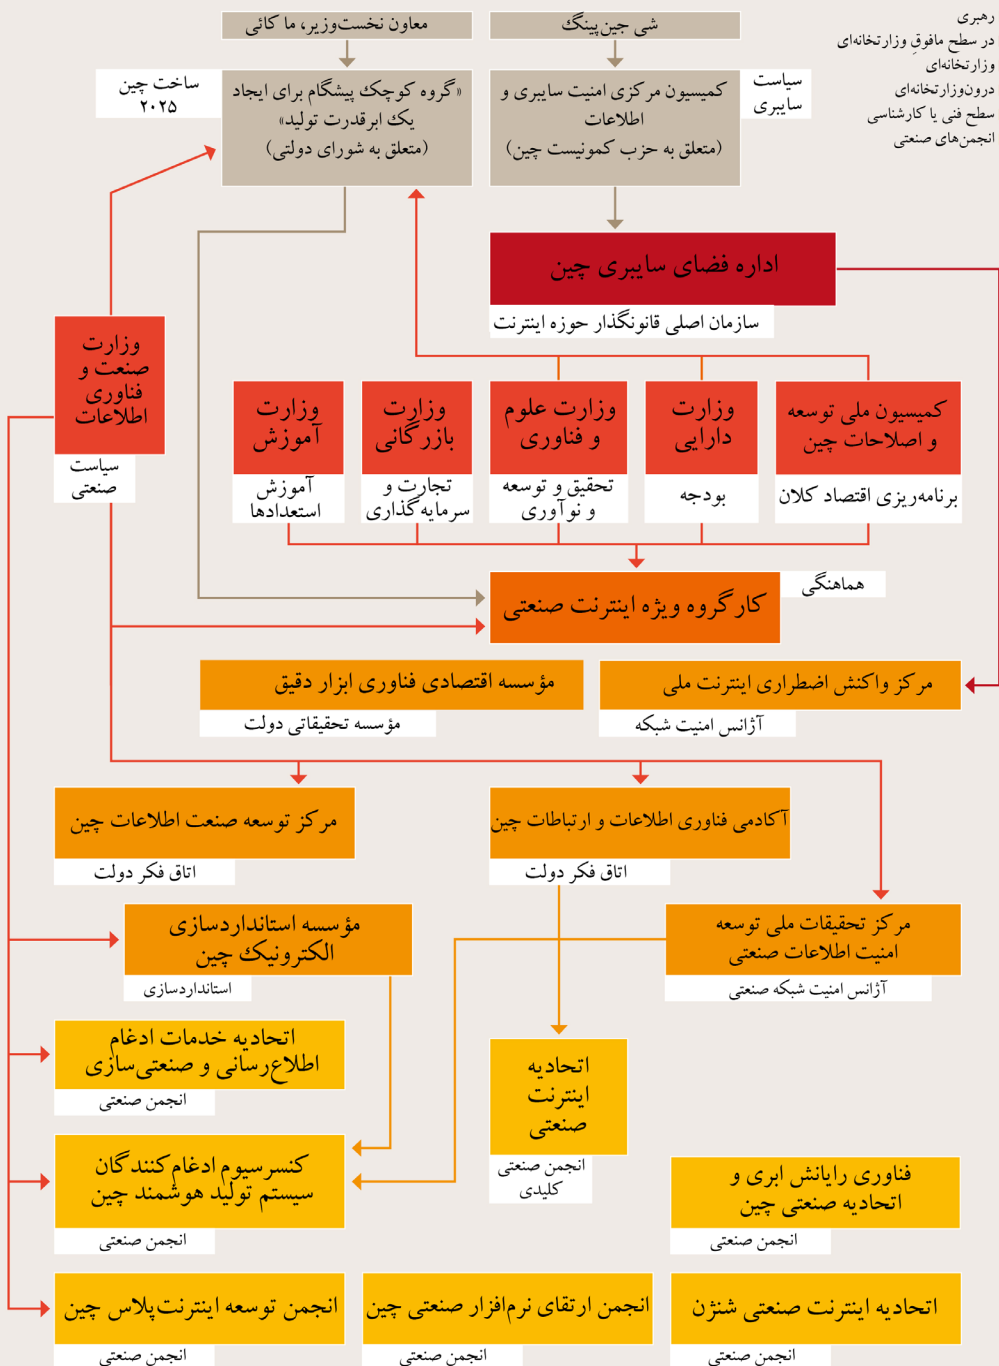 رهبری
در سطح مافوقِ وزارتخانه‌ای
وزارتخانه‌ای
درون‌وزارتخانه‌ای
سطح فنی یا کارشناسی
انجمن‌های صنعتی
شی جین‌پینگ
معاون نخست‌وزیر، ما کائی
سیاست
سایبری
کمیسیون مرکزی امنیت سایبری و
اطلاعات
(متعلق به حزب کمونیست چین)
«گروه کوچک پیشگام برای ایجاد
یک ابرقدرت تولید»
(متعلق به شورای دولتی)
ساخت چین
۲۰۲۵
اداره فضای سایبری چین
سازمان اصلی قانونگذار حوزه اینترنت
وزارت
صنعت و
فناوری
اطلاعات
سیاست
صنعتی
کمیسیون ملی توسعه
و اصلاحات چین
برنامه‌ریزی اقتصاد کلان
وزارت
دارایی
بودجه
وزارت علوم
و فناوری
تحقیق و توسعه
و نوآوری
وزارت
بازرگانی
تجارت و
سرمایه‌گذاری
وزارت
آموزش
آموزش
استعدادها
هماهنگی
کارگروه ویژه اینترنت صنعتی
مرکز واکنش اضطراری اینترنت ملی
آژانس امنیت شبکه
مؤسسه اقتصادی فناوری ابزار دقیق
مؤسسه تحقیقاتی دولت
آکادمی فناوری اطلاعات و ارتباطات چین
اتاق فکر دولت
مرکز توسعه صنعت اطلاعات چین
اتاق فکر دولت
مرکز تحقیقات ملی توسعه
امنیت اطلاعات صنعتی
آژانس امنیت شبکه صنعتی
مؤسسه استانداردسازی
الکترونیک چین
استانداردسازی
اتحادیه خدمات ادغام
اطلاع‌رسانی و صنعتی‌سازی
انجمن صنعتی
اتحادیه
اینترنت
صنعتی
انجمن صنعتی
کلیدی
کنسرسیوم ادغام‌کنندگان
سیستم تولید هوشمند چین
انجمن صنعتی
فناوری رایانش ابری و
اتحادیه صنعتی چین
انجمن صنعتی
اتحادیه اینترنت صنعتی شنژن
انجمن صنعتی
انجمن ارتقای نرم‌افزار صنعتی چین
انجمن صنعتی
انجمن توسعه اینترنت‌پلاس چین
انجمن صنعتی